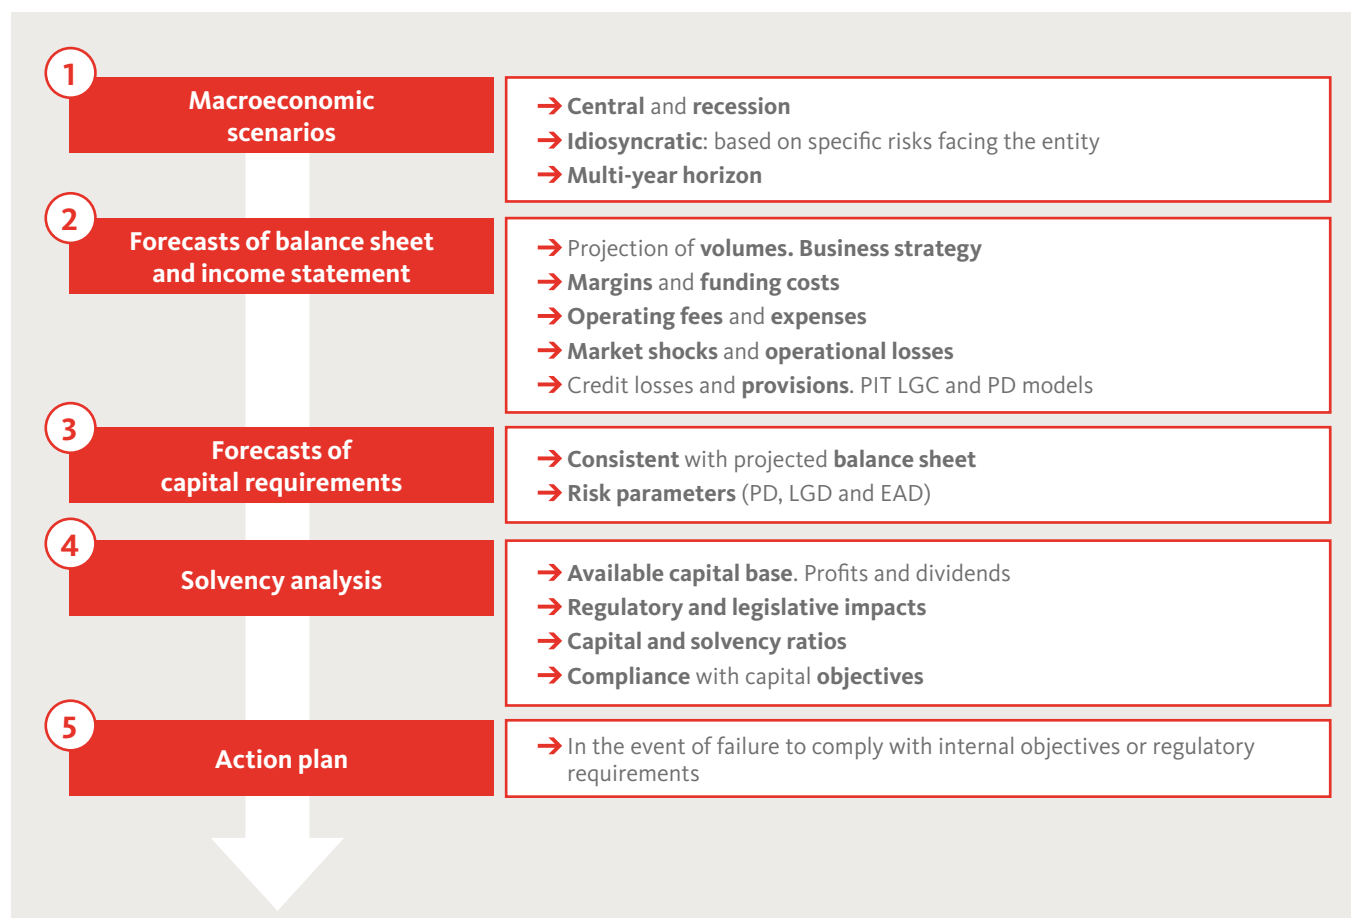 1
Macroeconomic
scenarios
➔ Central and recession
➔ Idiosyncratic: based on specific risks facing the entity
➔ Multi-year horizon
2
Forecasts of balance sheet
and income statement
➔ Projection of volumes. Business strategy
➔ Margins and funding costs
➔ Operating fees and expenses
➔ Market shocks and operational losses
➔ Credit losses and provisions. PIT LGC and PD models
3
Forecasts of
capital requirements
➔ Consistent with projected balance sheet
➔ Risk parameters (PD, LGD and EAD)
4
Solvency analysis
➔ Available capital base. Profits and dividends
➔ Regulatory and legislative impacts
➔ Capital and solvency ratios
➔ Compliance with capital objectives
5
Action plan
➔ In the event of failure to comply with internal objectives or regulatory
requirements